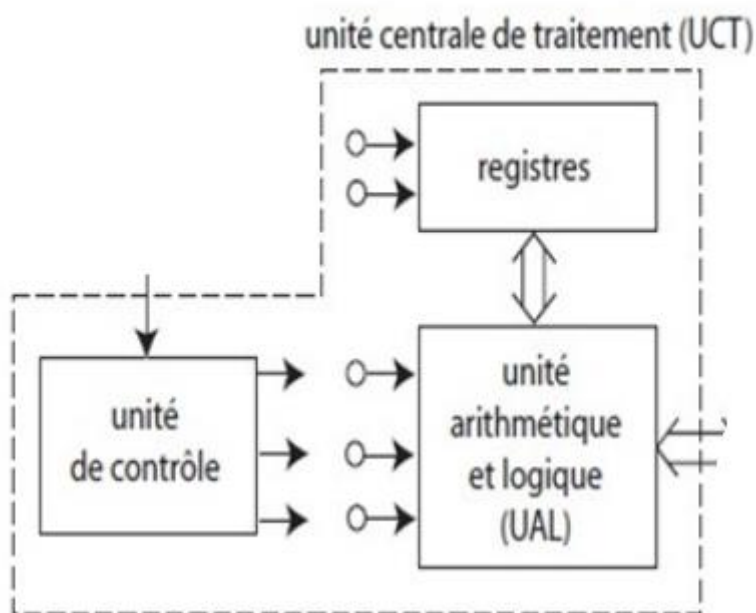 unité centrale de traitement (UCT)
registres
unité
de contrôle
unité
arithmétique
et logique
(UAL)